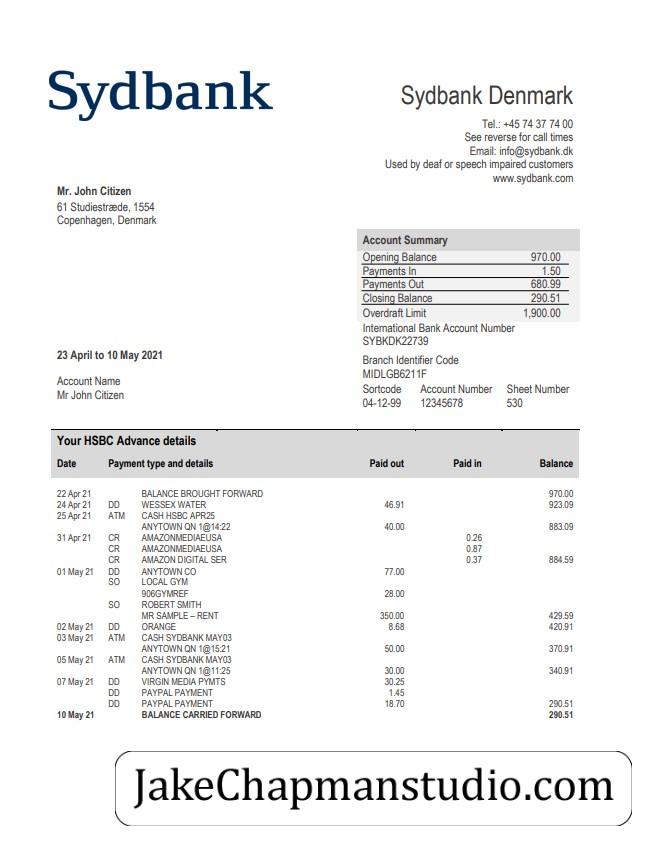 Sydbank
Sydbank Denmark
Tel.: +45 74 37 74 00
See reverse for call times
Email: info@sydbank.dk
Used by deaf or speech impaired customers
www.sydbank.com
Mr. John Citizen
61 Studiestræde, 1554
Copenhagen, Denmark
Account Summary
Opening Balance 970.00
Payments In 1.50
Payments Out 680.99
Closing Balance 290.51
Overdraft Limit 1,900.00
International Bank Account Number
SYBKDK22739
23 April to 10 May 2021
Branch Identifier Code
MIDLGB6211F
Account Name
Mr John Citizen
Sortcode Account Number Sheet Number
04-12-99 12345678 530
Your HSBC Advance details
Date Payment type and details Paid out Paid in Balance
22 Apr 21 BALANCE BROUGHT FORWARD 970.00
24 Apr 21 DD WESSEX WATER 46.91 923.09
25 Apr 21 ATM CASH HSBC APR25
ANYTOWN QN 1@14:22 40.00 883.09
31 Apr 21 CR AMAZONMEDIAEUSA 0.26
CR AMAZONMEDIAEUSA 0.87
CR AMAZON DIGITAL SER 0.37 884.59
01 May 21 DD ANYTOWN CO 77.00
SO LOCAL GYM
906GYMREF 28.00
SO ROBERT SMITH
MR SAMPLE – RENT 350.00 429.59
02 May 21 DD ORANGE 8.68 420.91
03 May 21 ATM CASH SYDBANK MAY03
ANYTOWN QN 1@15:21 50.00 370.91
05 May 21 ATM CASH SYDBANK MAY03
ANYTOWN QN 1@11:25 30.00 340.91
07 May 21 DD VIRGIN MEDIA PYMTS 30.25
DD PAYPAL PAYMENT 1.45
DD PAYPAL PAYMENT 18.70 290.51
10 May 21 BALANCE CARRIED FORWARD 290.51
JakeChapmanstudio.com